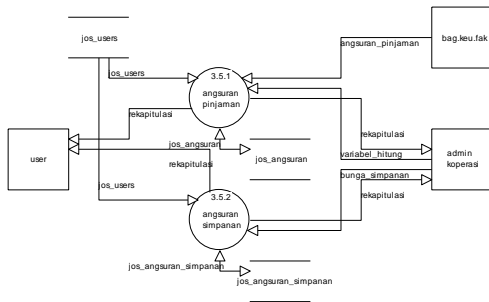 jos_users
bag.keu.fak
angsuran_pinjaman
3.5.1
angsuran
pinjaman
jos_users
rekapitulasi
rekapitulasi
user
jos_angsuran
jos_angsuran
variabel_hitung
admin
koperasi
rekapitulasi
bunga_simpanan
jos_users
3.5.2
angsuran
simpanan
rekapitulasi
jos_angsuran_simpanan
jos_angsuran_simpanan